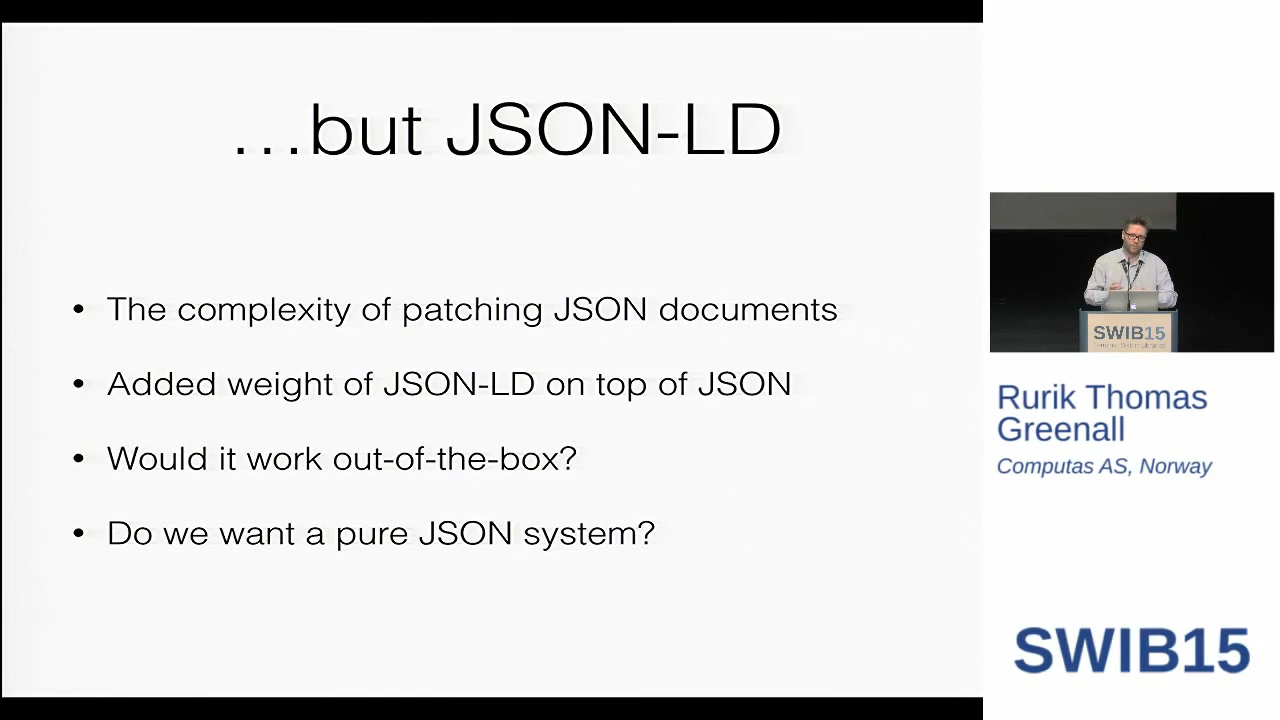 …but JSON-LD
• The complexity of patching JSON documents
• Added weight of JSON-LD on top of JSON
• Would it work out-of-the-box?
• Do we want a pure JSON system?
SWIB15
Rurik Thomas
Greenall
Computas AS, Norway
SWIB15